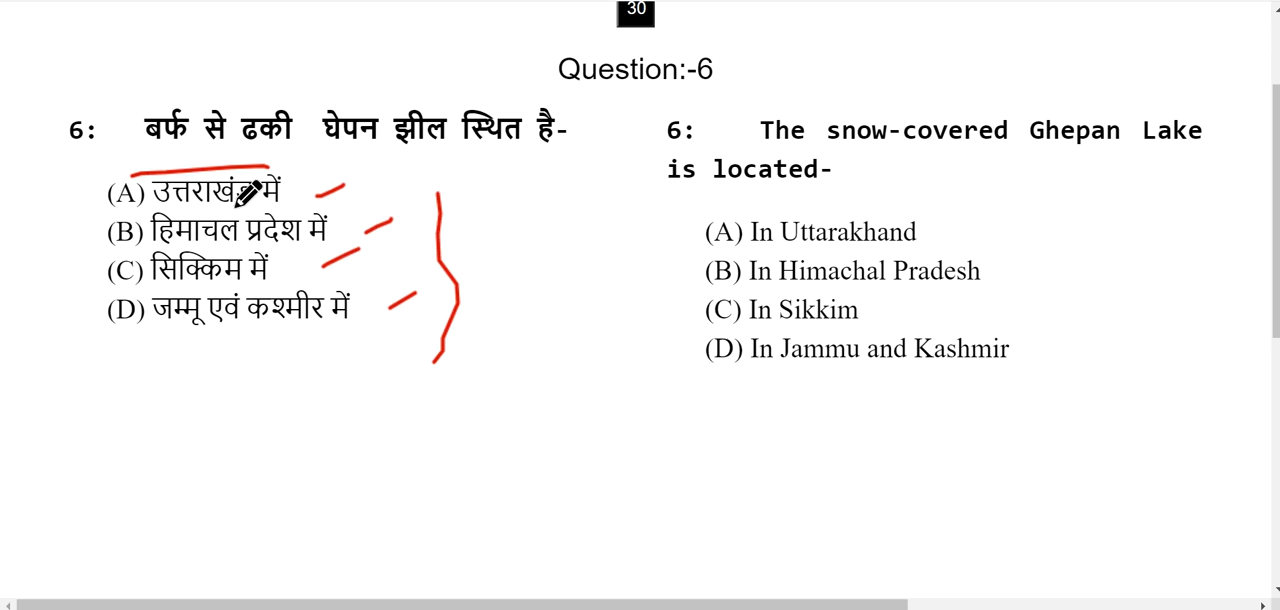 30
Question:-6
6: बर्फ से ढकी घेपन झील स्थित है-
(A) उत्तराखंड में
(B) हिमाचल प्रदेश में
(C) सिक्किम में
(D) जम्मू एवं कश्मीर में
6: The snow-covered Ghepan Lake
is located-
(A) In Uttarakhand
(B) In Himachal Pradesh
(C) In Sikkim
(D) In Jammu and Kashmir